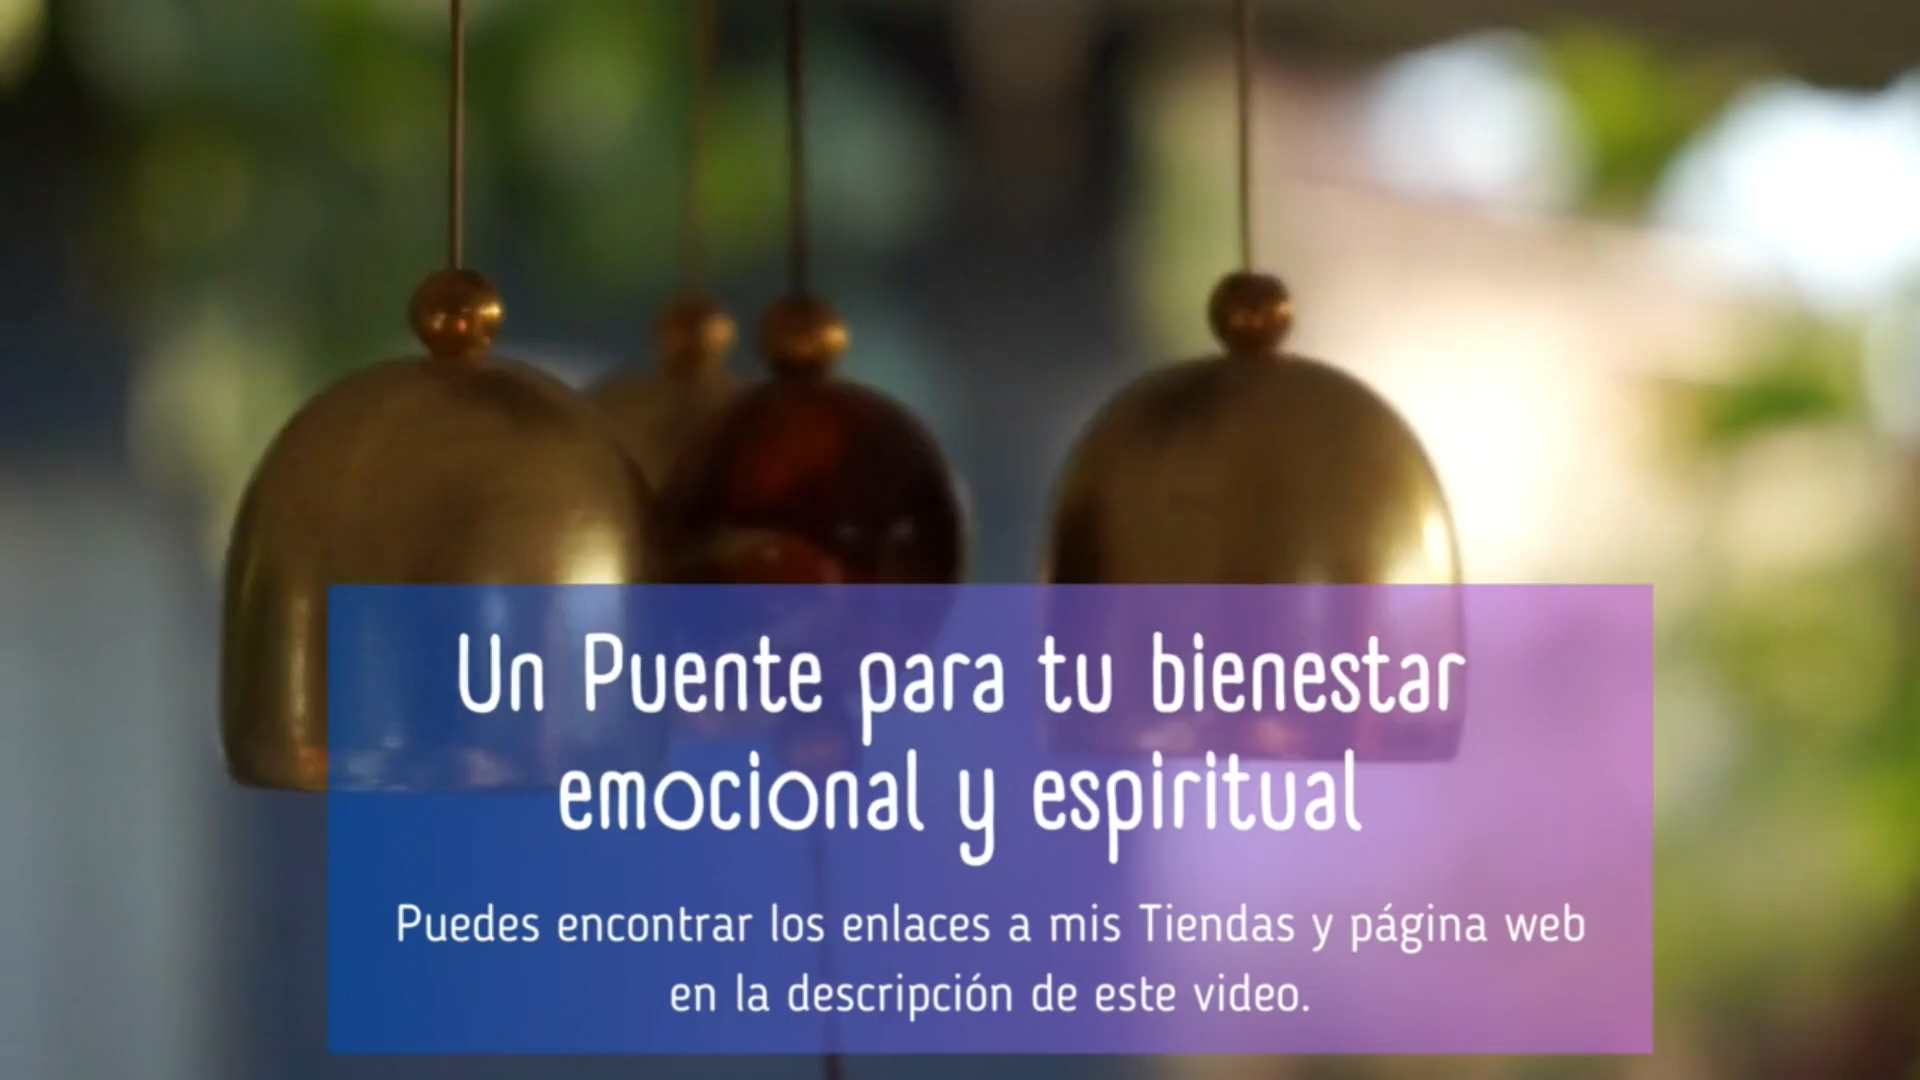 Un Puente para tu bienestar
emocional y espiritual
Puedes encontrar los enlaces a mis Tiendas y página web
en la descripción de este video.